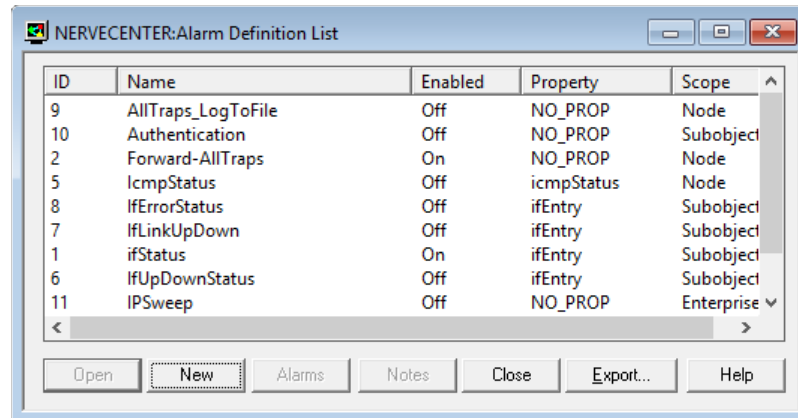 NERVECENTER:Alarm Definition List
ID Name Enabled Property Scope
9 AllTraps_LogToFile Off NO_PROP Node
10 Authentication Off NO_PROP Subobject
2 Forward-AllTraps On NO_PROP Node
5 IcmpStatus Off icmpStatus Node
8 IfErrorStatus Off ifEntry Subobject
7 IfLinkUpDown Off ifEntry Subobject
1 ifStatus On ifEntry Subobject
6 IfUpDownStatus Off ifEntry Subobject
11 IPSweep Off NO_PROP Enterprise
Open New Alarms Notes Close Export... Help